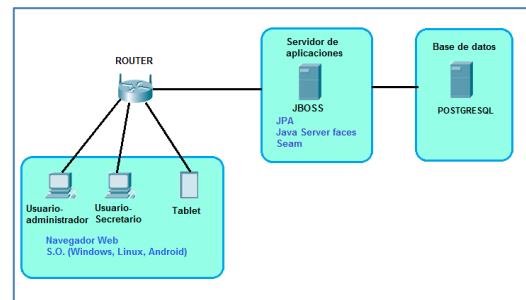 ROUTER
Servidor de
aplicaciones
JBOSS
JPA
Java Server faces
Seam
Base de datos
POSTGRESQL
Usuario-
administrador
Usuario-
Secretario
Tablet
Navegador Web
S.O. (Windows, Linux, Android)